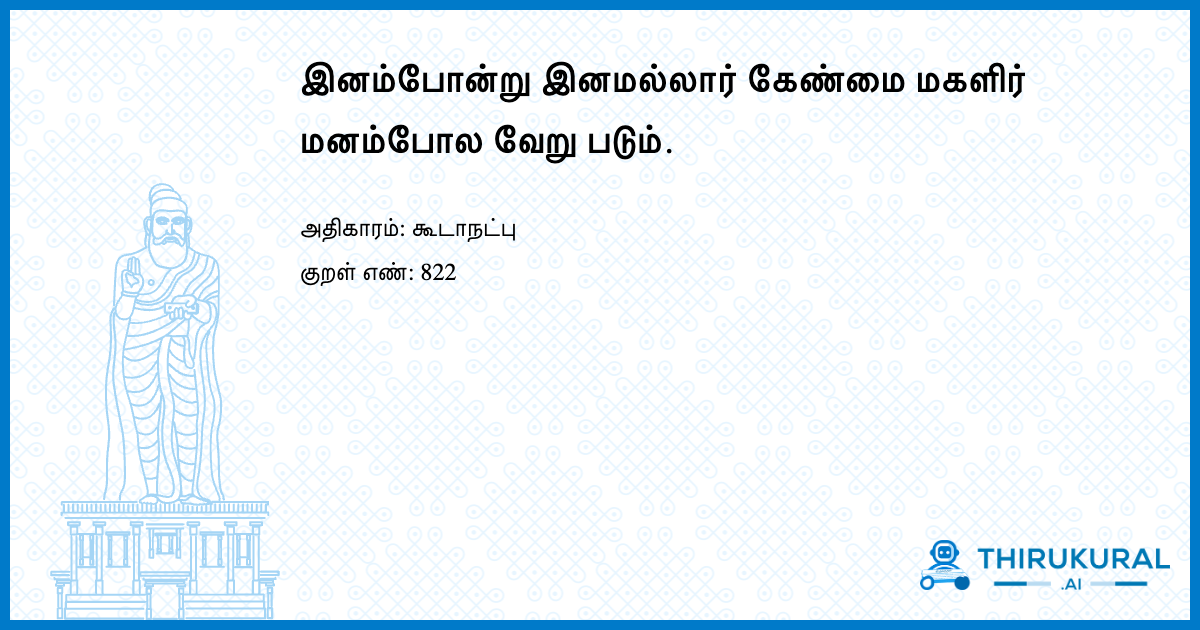 இனம்போன்று இனமல்லார் கேண்மை மகளிர்
மனம்போல வேறு படும்.
அதிகாரம்: கூடாநட்பு
குறள் எண்: 822
THIRUKURAL
.AI